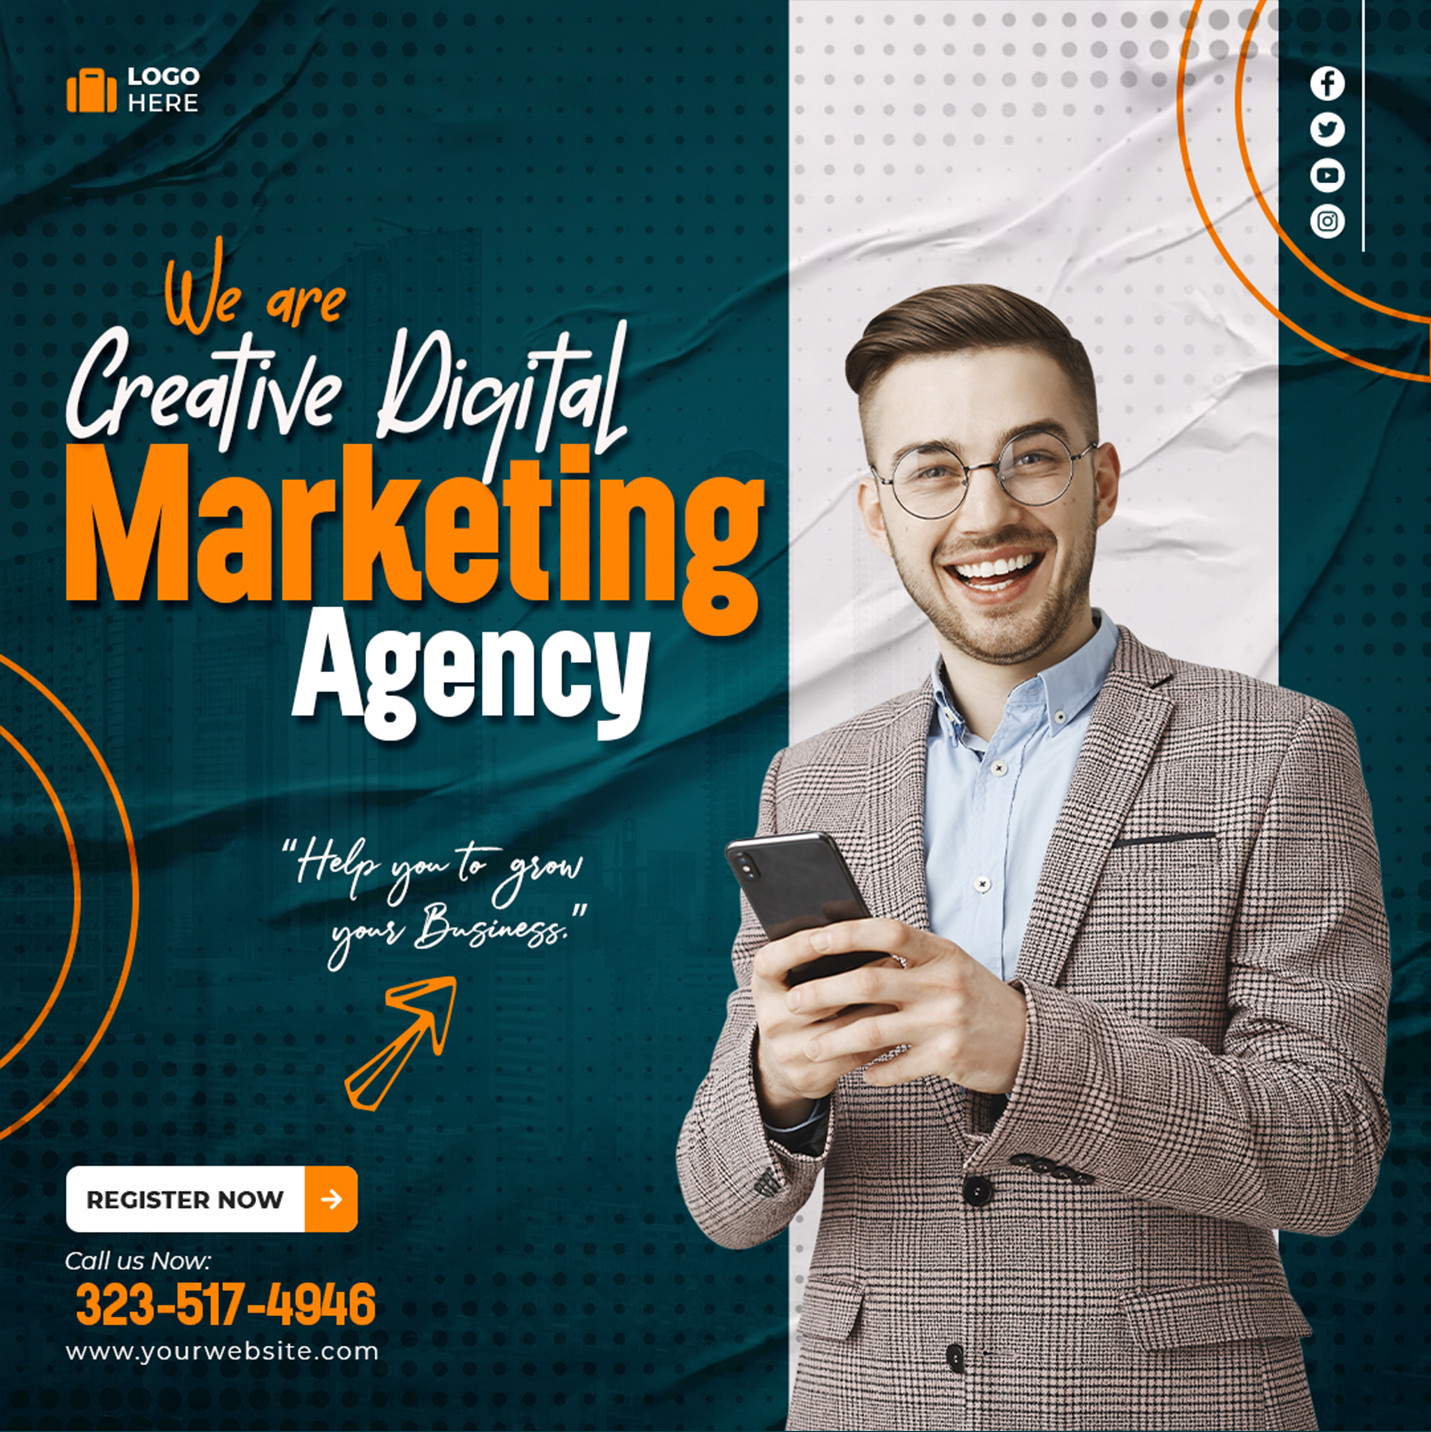 LOGO
HERE
We are
Creative Digital
Marketing
Agency
"Help you to grow
your Business."
REGISTER NOW
Call us Now:
323-517-4946
www.yourwebsite.com